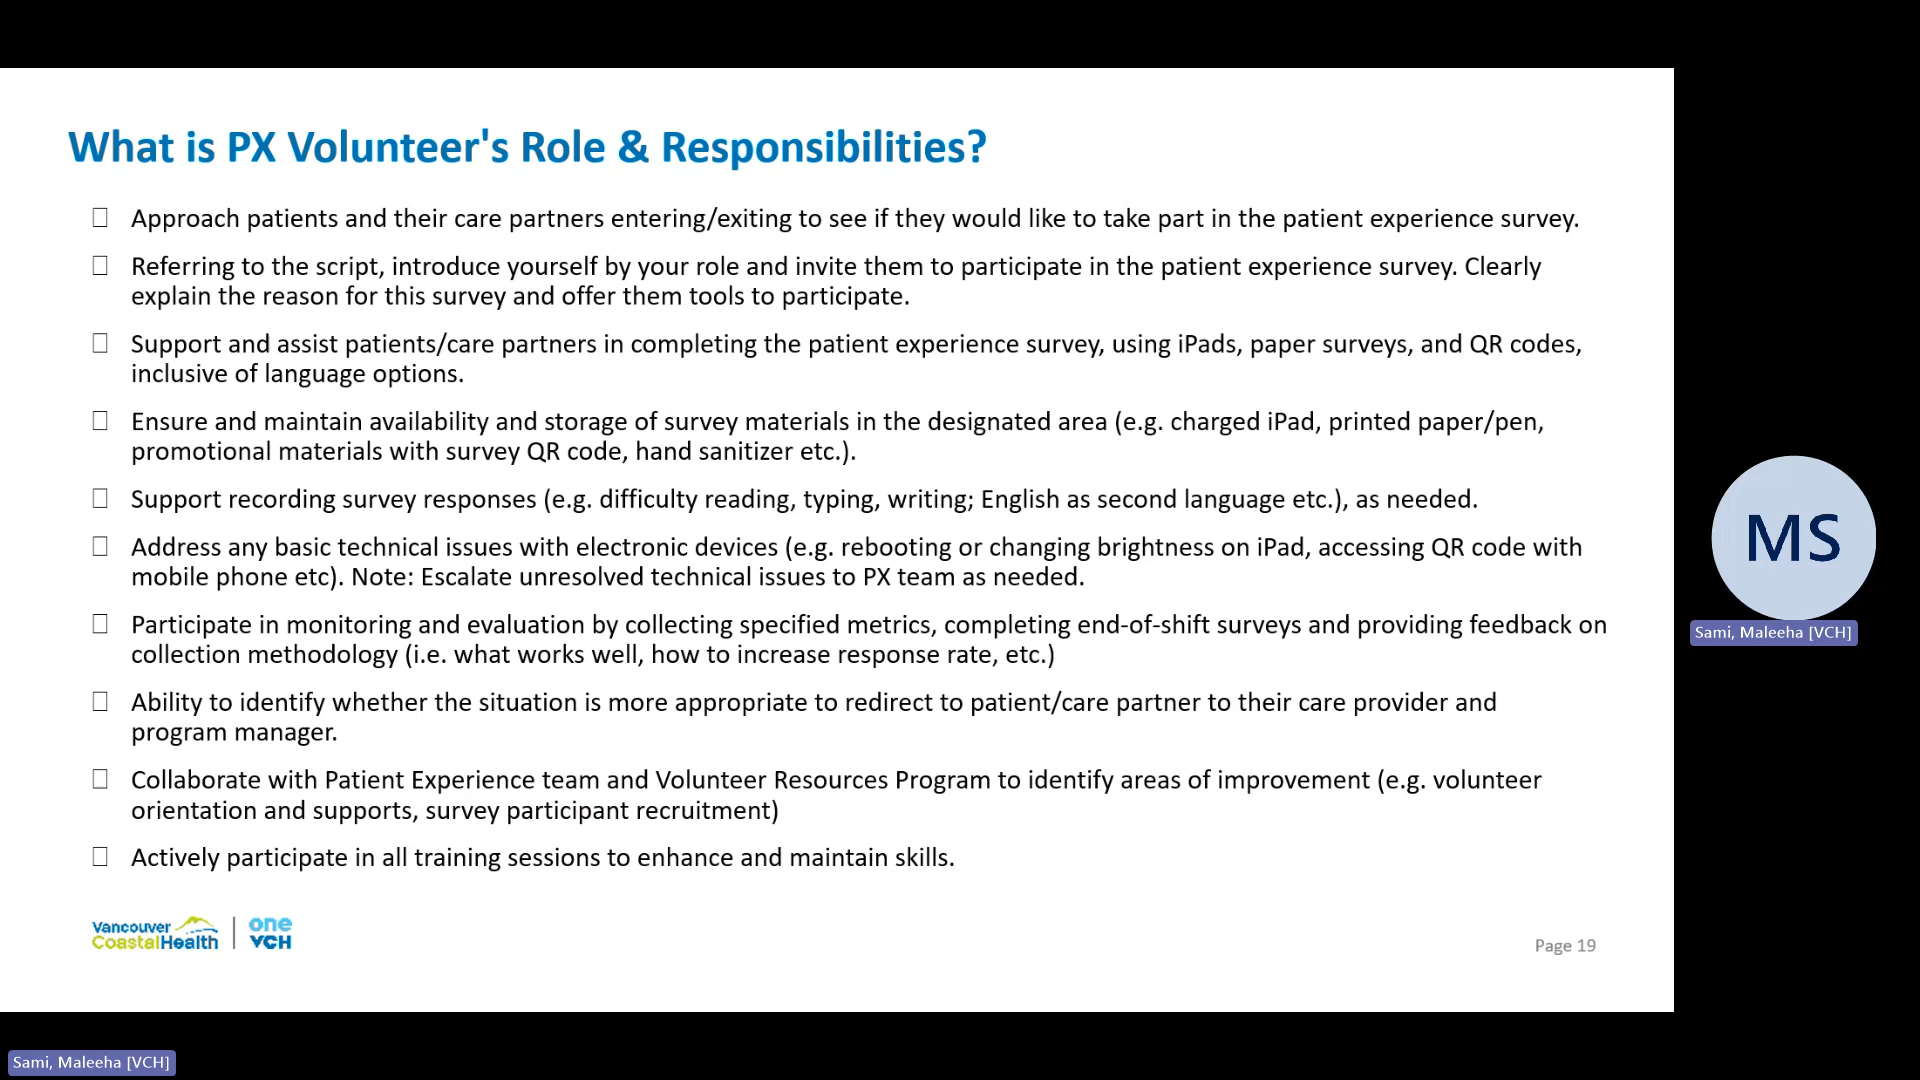 What is PX Volunteer's Role & Responsibilities?
Approach patients and their care partners entering/exiting to see if they would like to take part in the patient experience survey.
Referring to the script, introduce yourself by your role and invite them to participate in the patient experience survey. Clearly
explain the reason for this survey and offer them tools to participate.
Support and assist patients/care partners in completing the patient experience survey, using iPads, paper surveys, and QR codes,
inclusive of language options.
Ensure and maintain availability and storage of survey materials in the designated area (e.g. charged iPad, printed paper/pen,
promotional materials with survey QR code, hand sanitizer etc.).
Support recording survey responses (e.g. difficulty reading, typing, writing; English as second language etc.), as needed.
Address any basic technical issues with electronic devices (e.g. rebooting or changing brightness on iPad, accessing QR code with
mobile phone etc). Note: Escalate unresolved technical issues to PX team as needed.
Participate in monitoring and evaluation by collecting specified metrics, completing end-of-shift surveys and providing feedback on
collection methodology (i.e. what works well, how to increase response rate, etc.)
Ability to identify whether the situation is more appropriate to redirect to patient/care partner to their care provider and
program manager.
Collaborate with Patient Experience team and Volunteer Resources Program to identify areas of improvement (e.g. volunteer
orientation and supports, survey participant recruitment)
Actively participate in all training sessions to enhance and maintain skills.
Vancouver
CoastalHealth
one
VCH
Page 19
MS
Sami, Maleeha [VCH]
Sami, Maleeha [VCH]